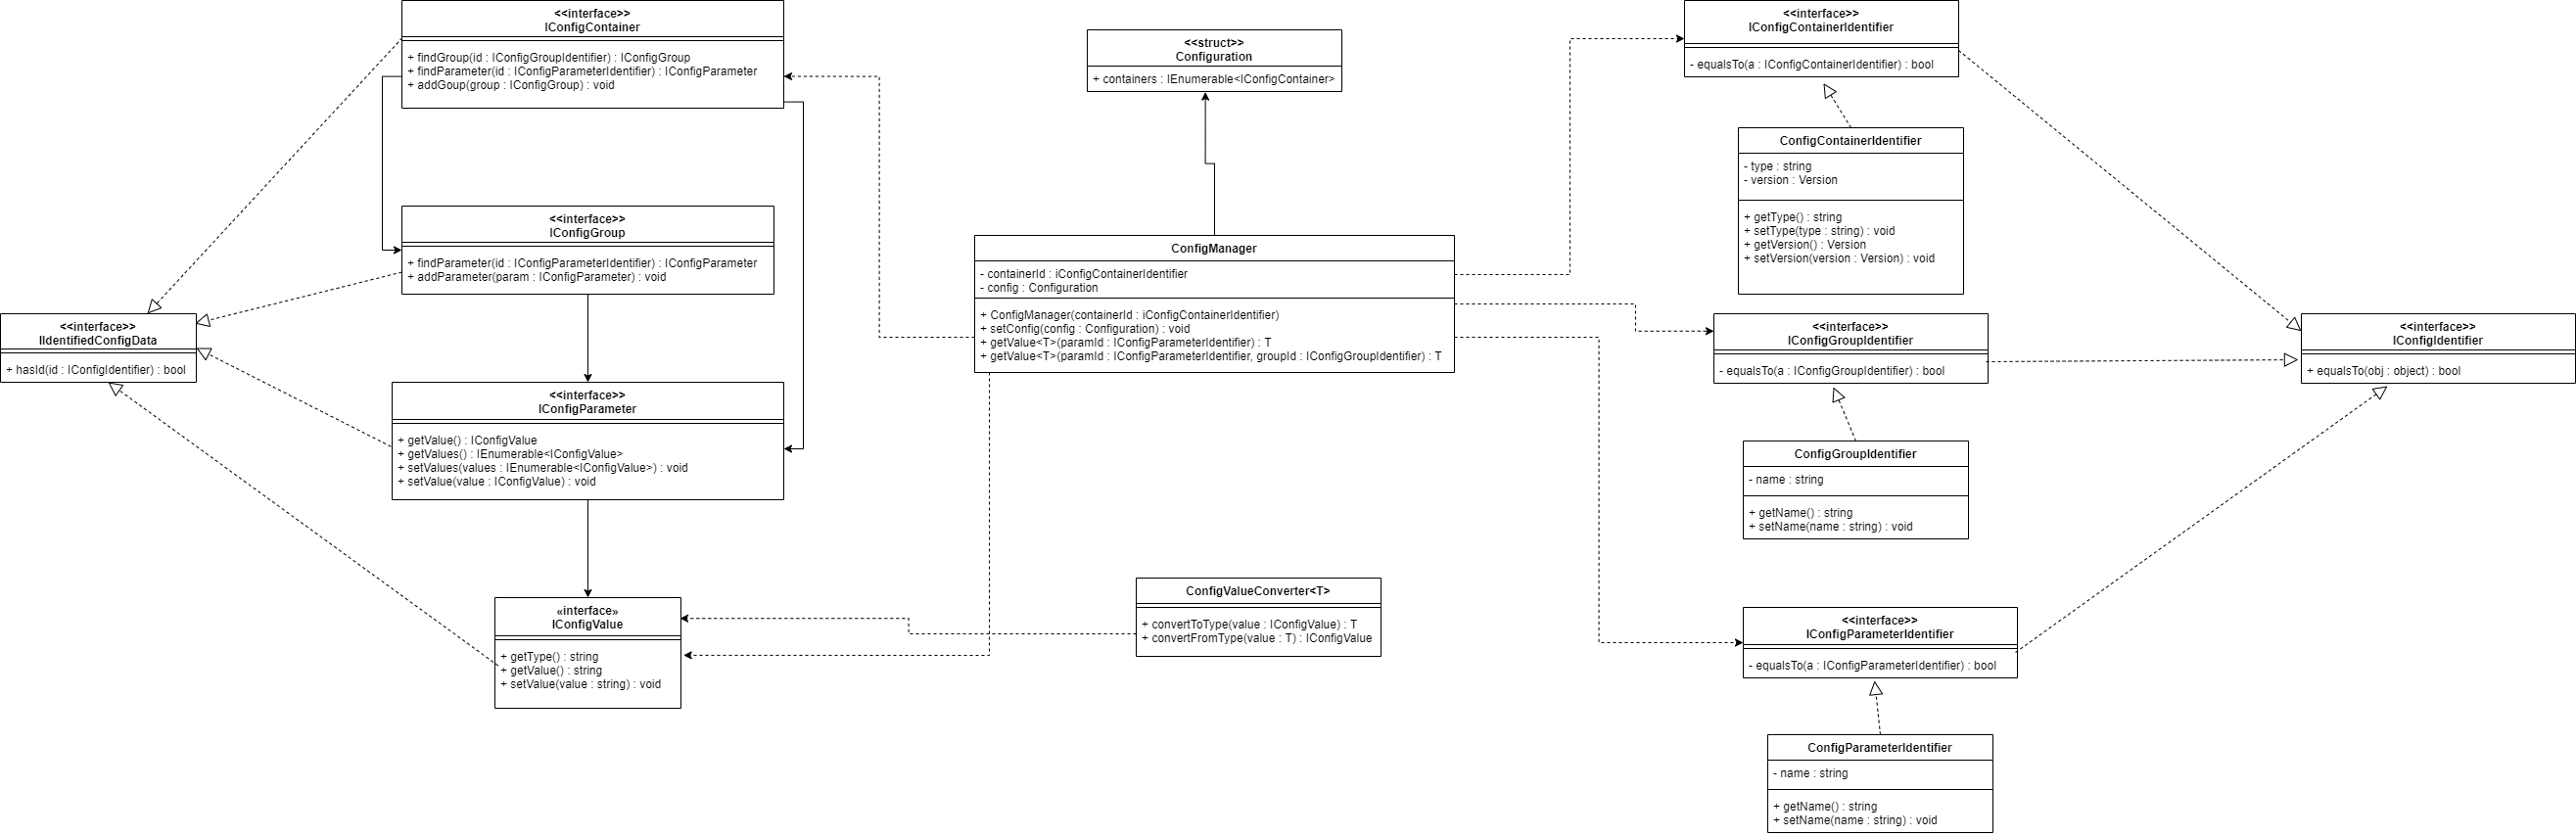 <<interface>>
IConfigContainer
+ findGroup(id : IConfigGroupIdentifier) : IConfigGroup
+ findParameter(id : IConfigParameterIdentifier) : IConfigParameter
+ addGoup(group : IConfigGroup) : void
<<interface>>
IConfigGroup
+ findParameter(id : IConfigParameterIdentifier) : IConfigParameter
+ addParameter(param : IConfigParameter) : void
<<interface>>
IIdentifiedConfigData
+ hasId(id : IConfigIdentifier) : bool
<<interface>>
IConfigParameter
+ getValue() : IConfigValue
+ getValues() : IEnumerable<IConfigValue>
+ setValues(values : IEnumerable<IConfigValue>) : void
+ setValue(value : IConfigValue) : void
«interface»
IConfigValue
+ getType() : string
+ getValue() : string
+ setValue(value : string) : void
<<struct>>
Configuration
+ containers : IEnumerable<IConfigContainer>
ConfigManager
- containerId : iConfigContainerIdentifier
- config : Configuration
+ ConfigManager(containerId : iConfigContainerIdentifier)
+ setConfig(config : Configuration) : void
+ getValue<T>(paramId : IConfigParameterIdentifier) : T
+ getValue<T>(paramId : IConfigParameterIdentifier, groupId : IConfigGroupIdentifier) : T
ConfigValueConverter<T>
+ convertToType(value : IConfigValue) : T
+ convertFromType(value : T) : IConfigValue
<<interface>>
IConfigContainerIdentifier
- equalsTo(a : IConfigContainerIdentifier) : bool
ConfigContainerIdentifier
- type : string
- version : Version
+ getType() : string
+ setType(type : string) : void
+ getVersion() : Version
+ setVersion(version : Version) : void
<<interface>>
IConfigGroupIdentifier
- equalsTo(a : IConfigGroupIdentifier) : bool
ConfigGroupIdentifier
- name : string
+ getName() : string
+ setName(name : string) : void
<<interface>>
IConfigParameterIdentifier
- equalsTo(a : IConfigParameterIdentifier) : bool
ConfigParameterIdentifier
- name : string
+ getName() : string
+ setName(name : string) : void
<<interface>>
IConfigIdentifier
+ equalsTo(obj : object) : bool